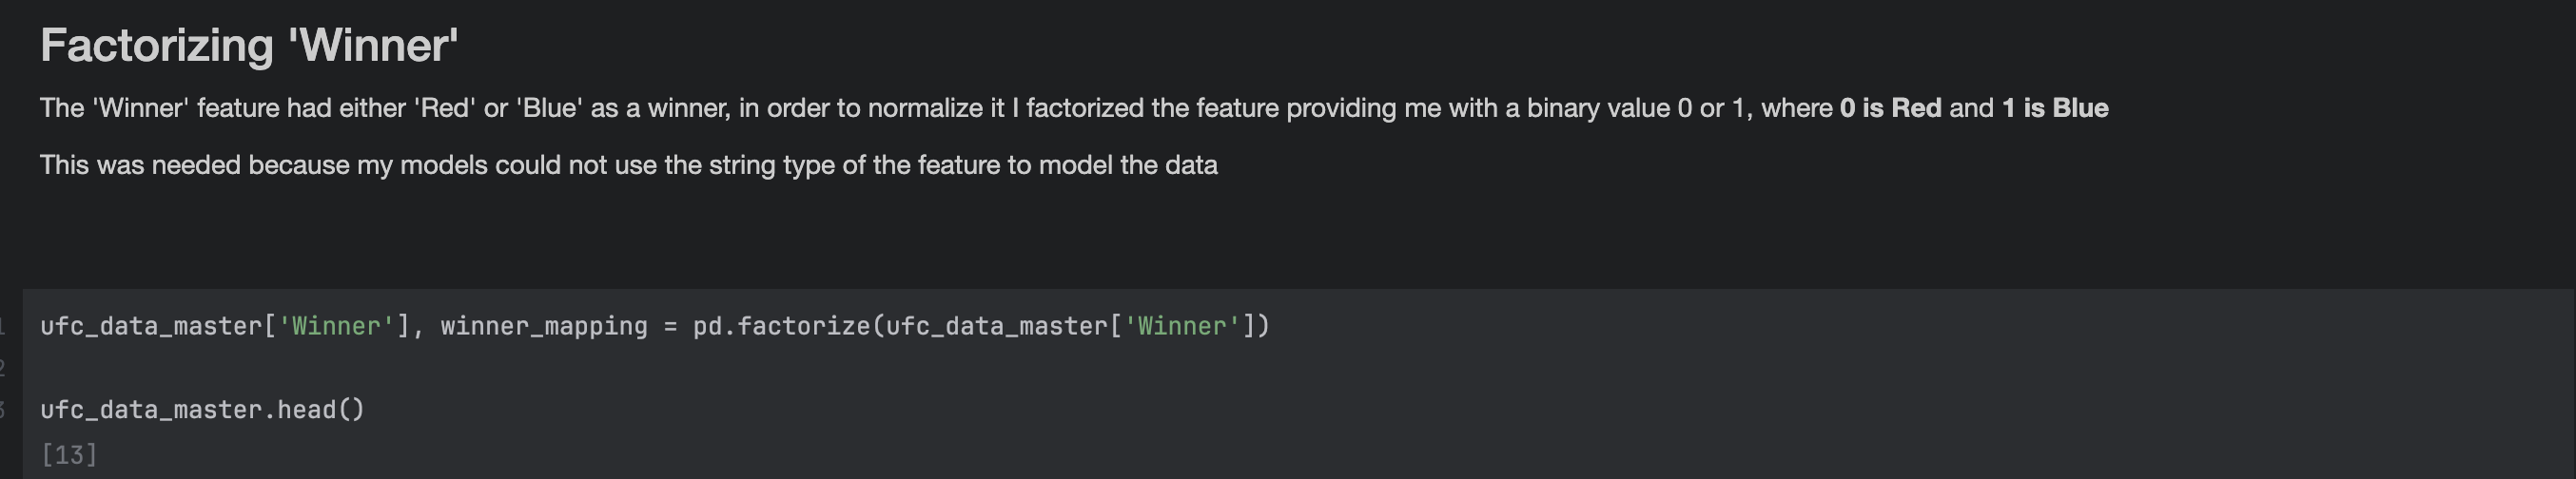 Factorizing 'Winner'
The 'Winner' feature had either 'Red' or 'Blue' as a winner, in order to normalize it I factorized the feature providing me with a binary value 0 or 1, where 0 is Red and 1 is Blue
This was needed because my models could not use the string type of the feature to model the data
1 ufc_data_master['Winner'], winner_mapping = pd.factorize(ufc_data_master['Winner'])
2
3 ufc_data_master.head()
[13]